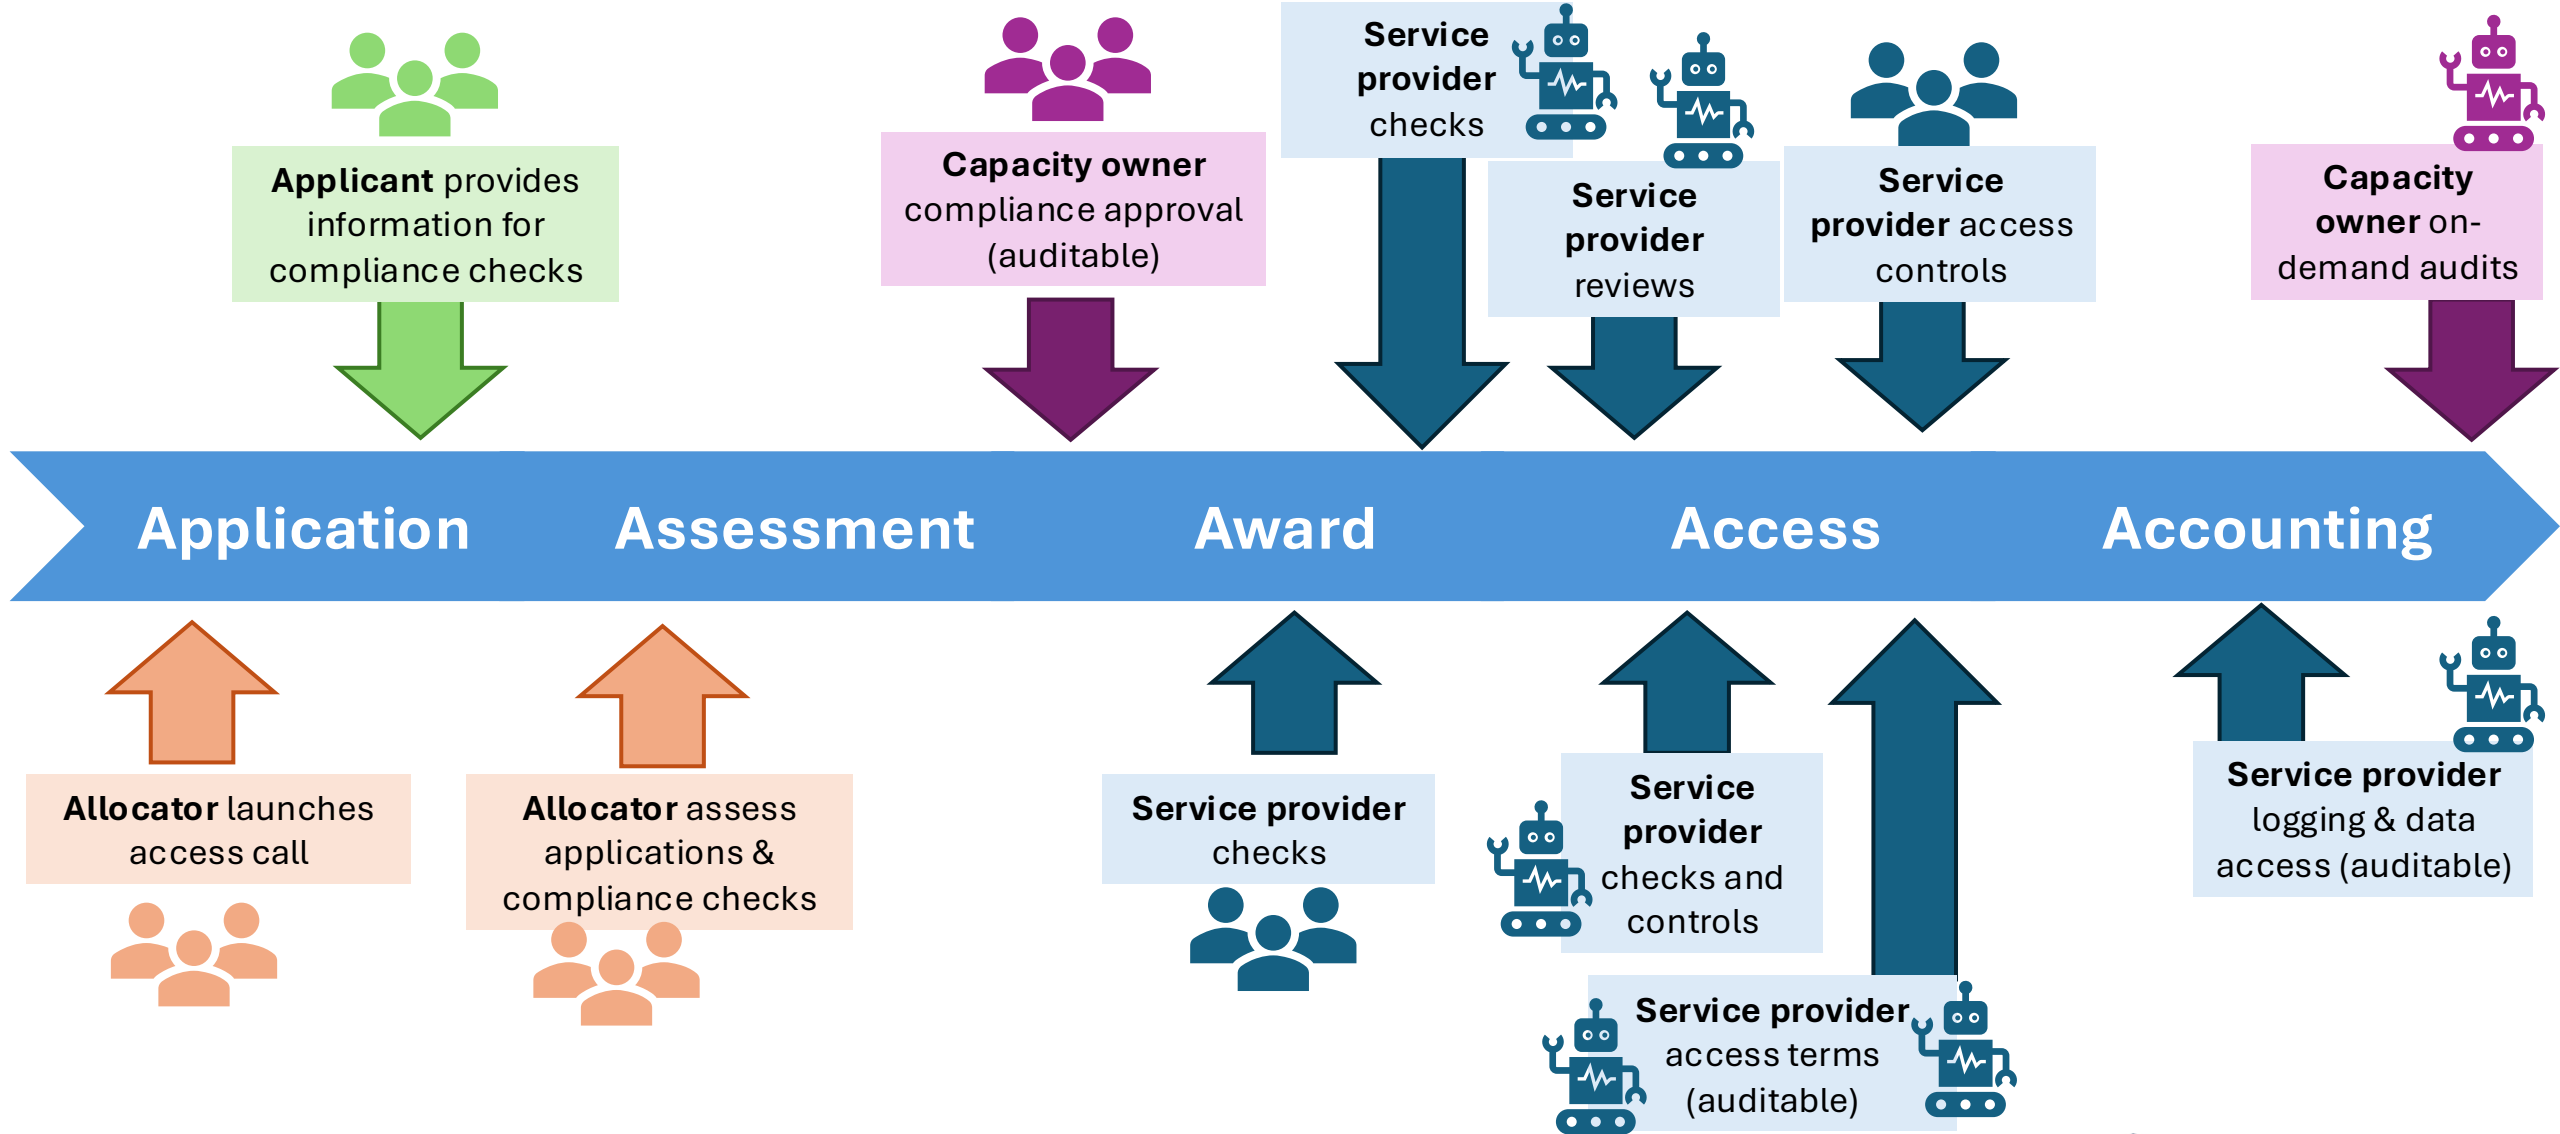 Applicant provides
information for
compliance checks
Capacity owner
compliance approval
(auditable)
Service
provider
checks
Service
provider
reviews
Service
provider access
controls
Capacity
owner on-
demand audits
Application
Assessment
Award
Access
Accounting
Allocator launches
access call
Allocator assess
applications &
compliance checks
Service provider
checks
Service
provider
checks and
controls
Service provider
access terms
(auditable)
Service provider
logging & data
access (auditable)